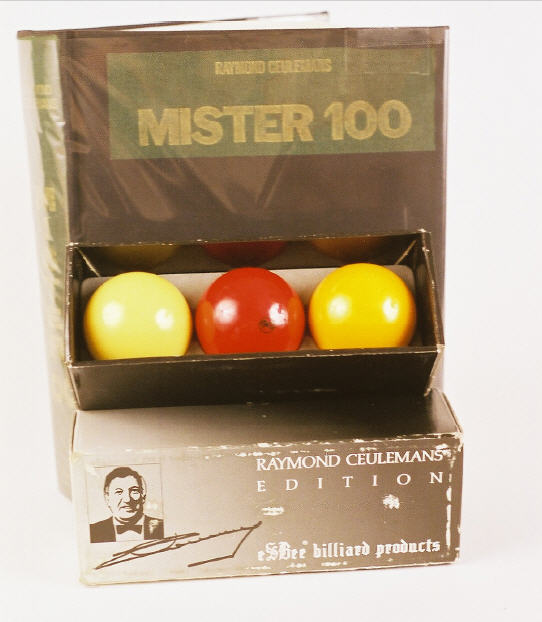 RAYMOND CEULEMANS
MISTER 100
RAYMOND CEULEMANS
EDITION
eSBee billiard products